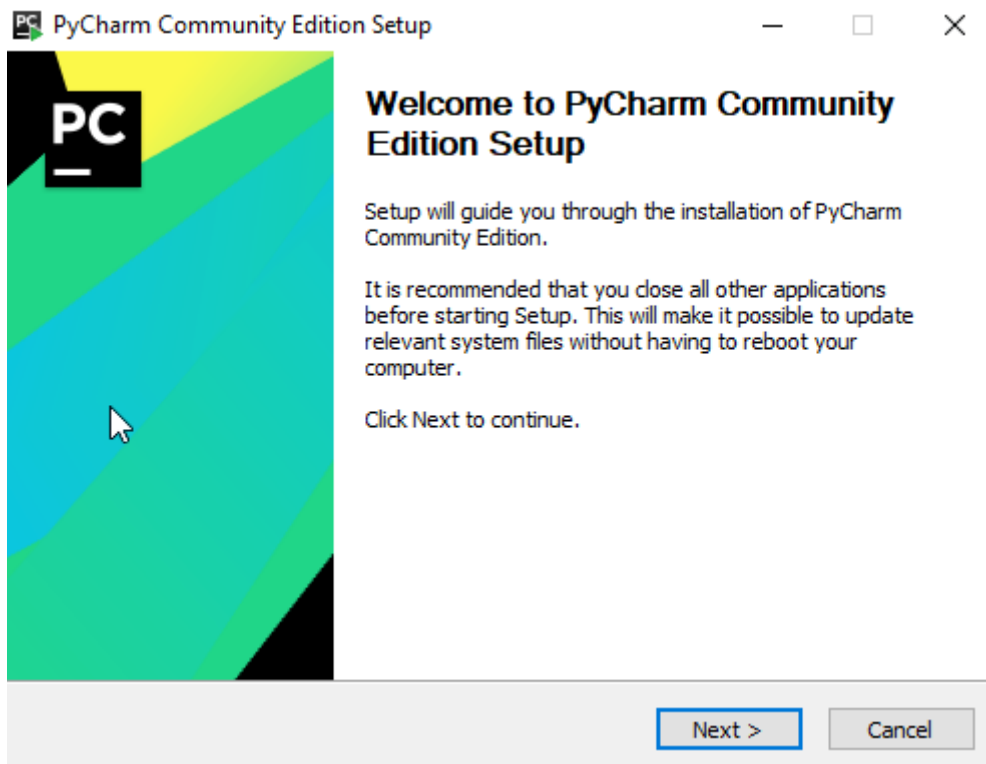 PyCharm Community Edition Setup
PC
Welcome to PyCharm Community
Edition Setup
Setup will guide you through the installation of PyCharm
Community Edition.
It is recommended that you close all other applications
before starting Setup. This will make it possible to update
relevant system files without having to reboot your
computer.
Click Next to continue.
Next >
Cancel